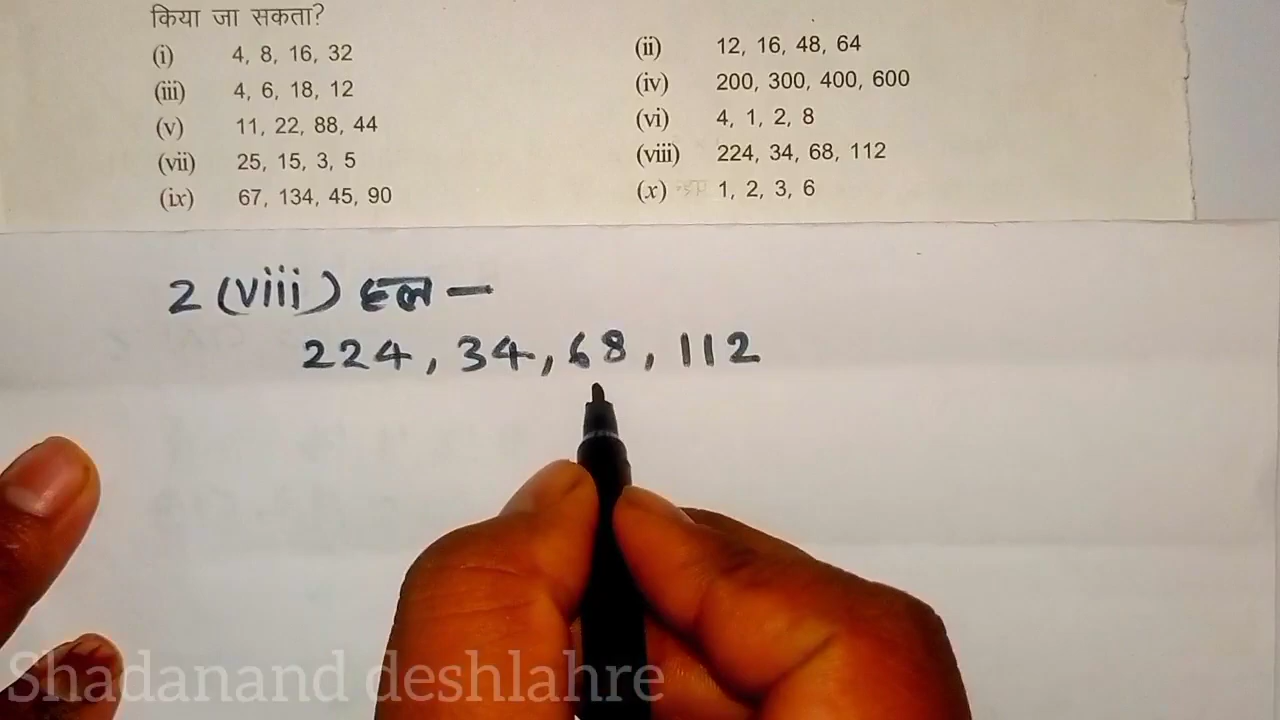 किया जा सकता?
(i) 4, 8, 16, 32 (ii) 12, 16, 48, 64
(iii) 4, 6, 18, 12 (iv) 200, 300, 400, 600
(v) 11, 22, 88, 44 (vi) 4, 1, 2, 8
(vii) 25, 15, 3, 5 (viii) 224, 34, 68, 112
(ix) 67, 134, 45, 90 (x) 1, 2, 3, 6
2 (viii) हल —
224, 34, 68, 112
Shadanand deshlahre